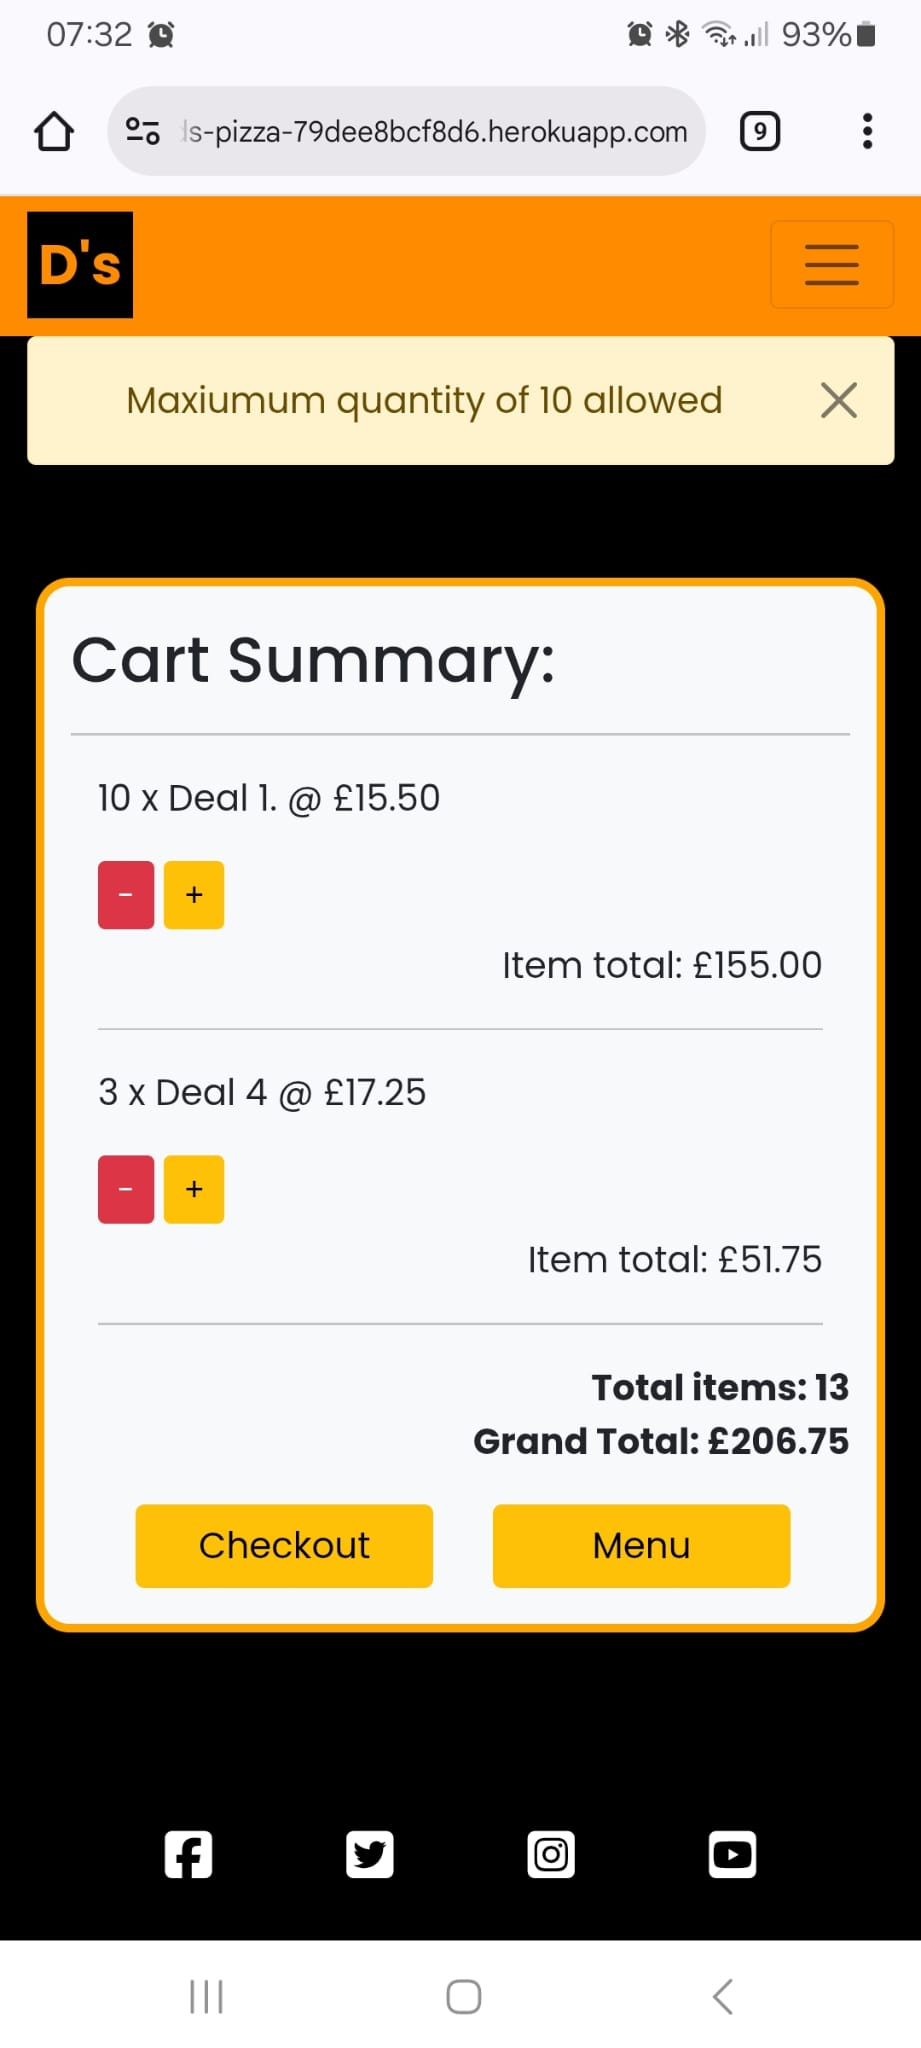 07:32
93%
ls-pizza-79dee8bcf8d6.herokuapp.com
9
D's
Maxiumum quantity of 10 allowed
Cart Summary:
10 x Deal 1. @ £15.50
- +
Item total: £155.00
3 x Deal 4 @ £17.25
- +
Item total: £51.75
Total items: 13
Grand Total: £206.75
Checkout Menu